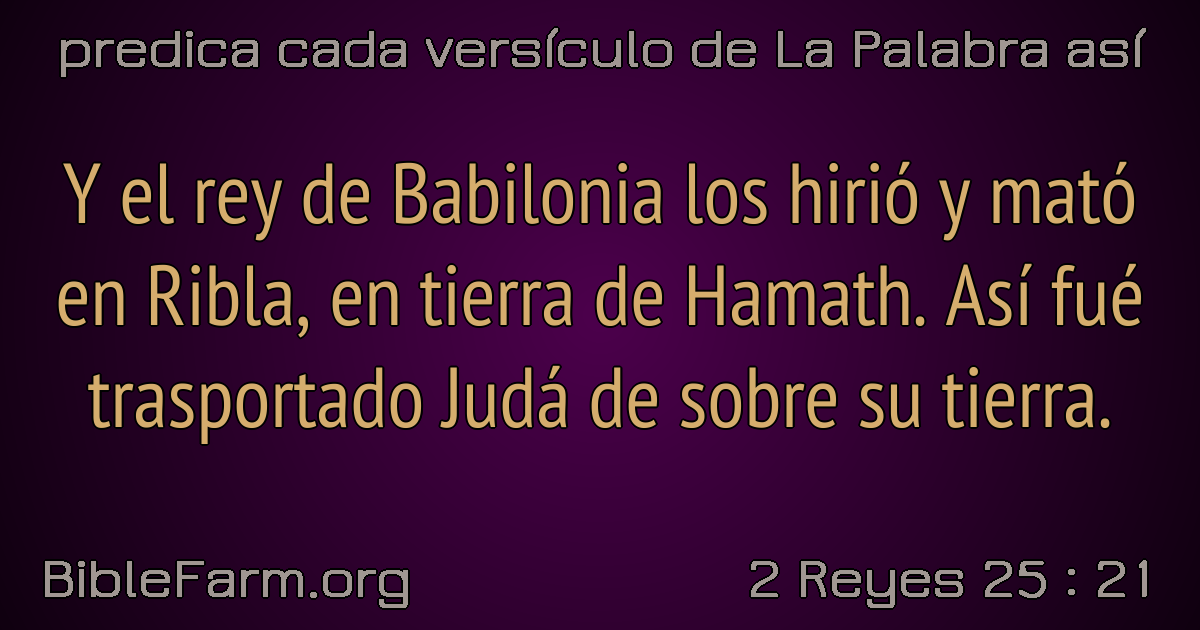 predica cada versículo de La Palabra así
Y el rey de Babilonia los hirió y mató
en Ribla, en tierra de Hamath. Así fué
trasportado Judá de sobre su tierra.
BibleFarm.org
2 Reyes 25 : 21